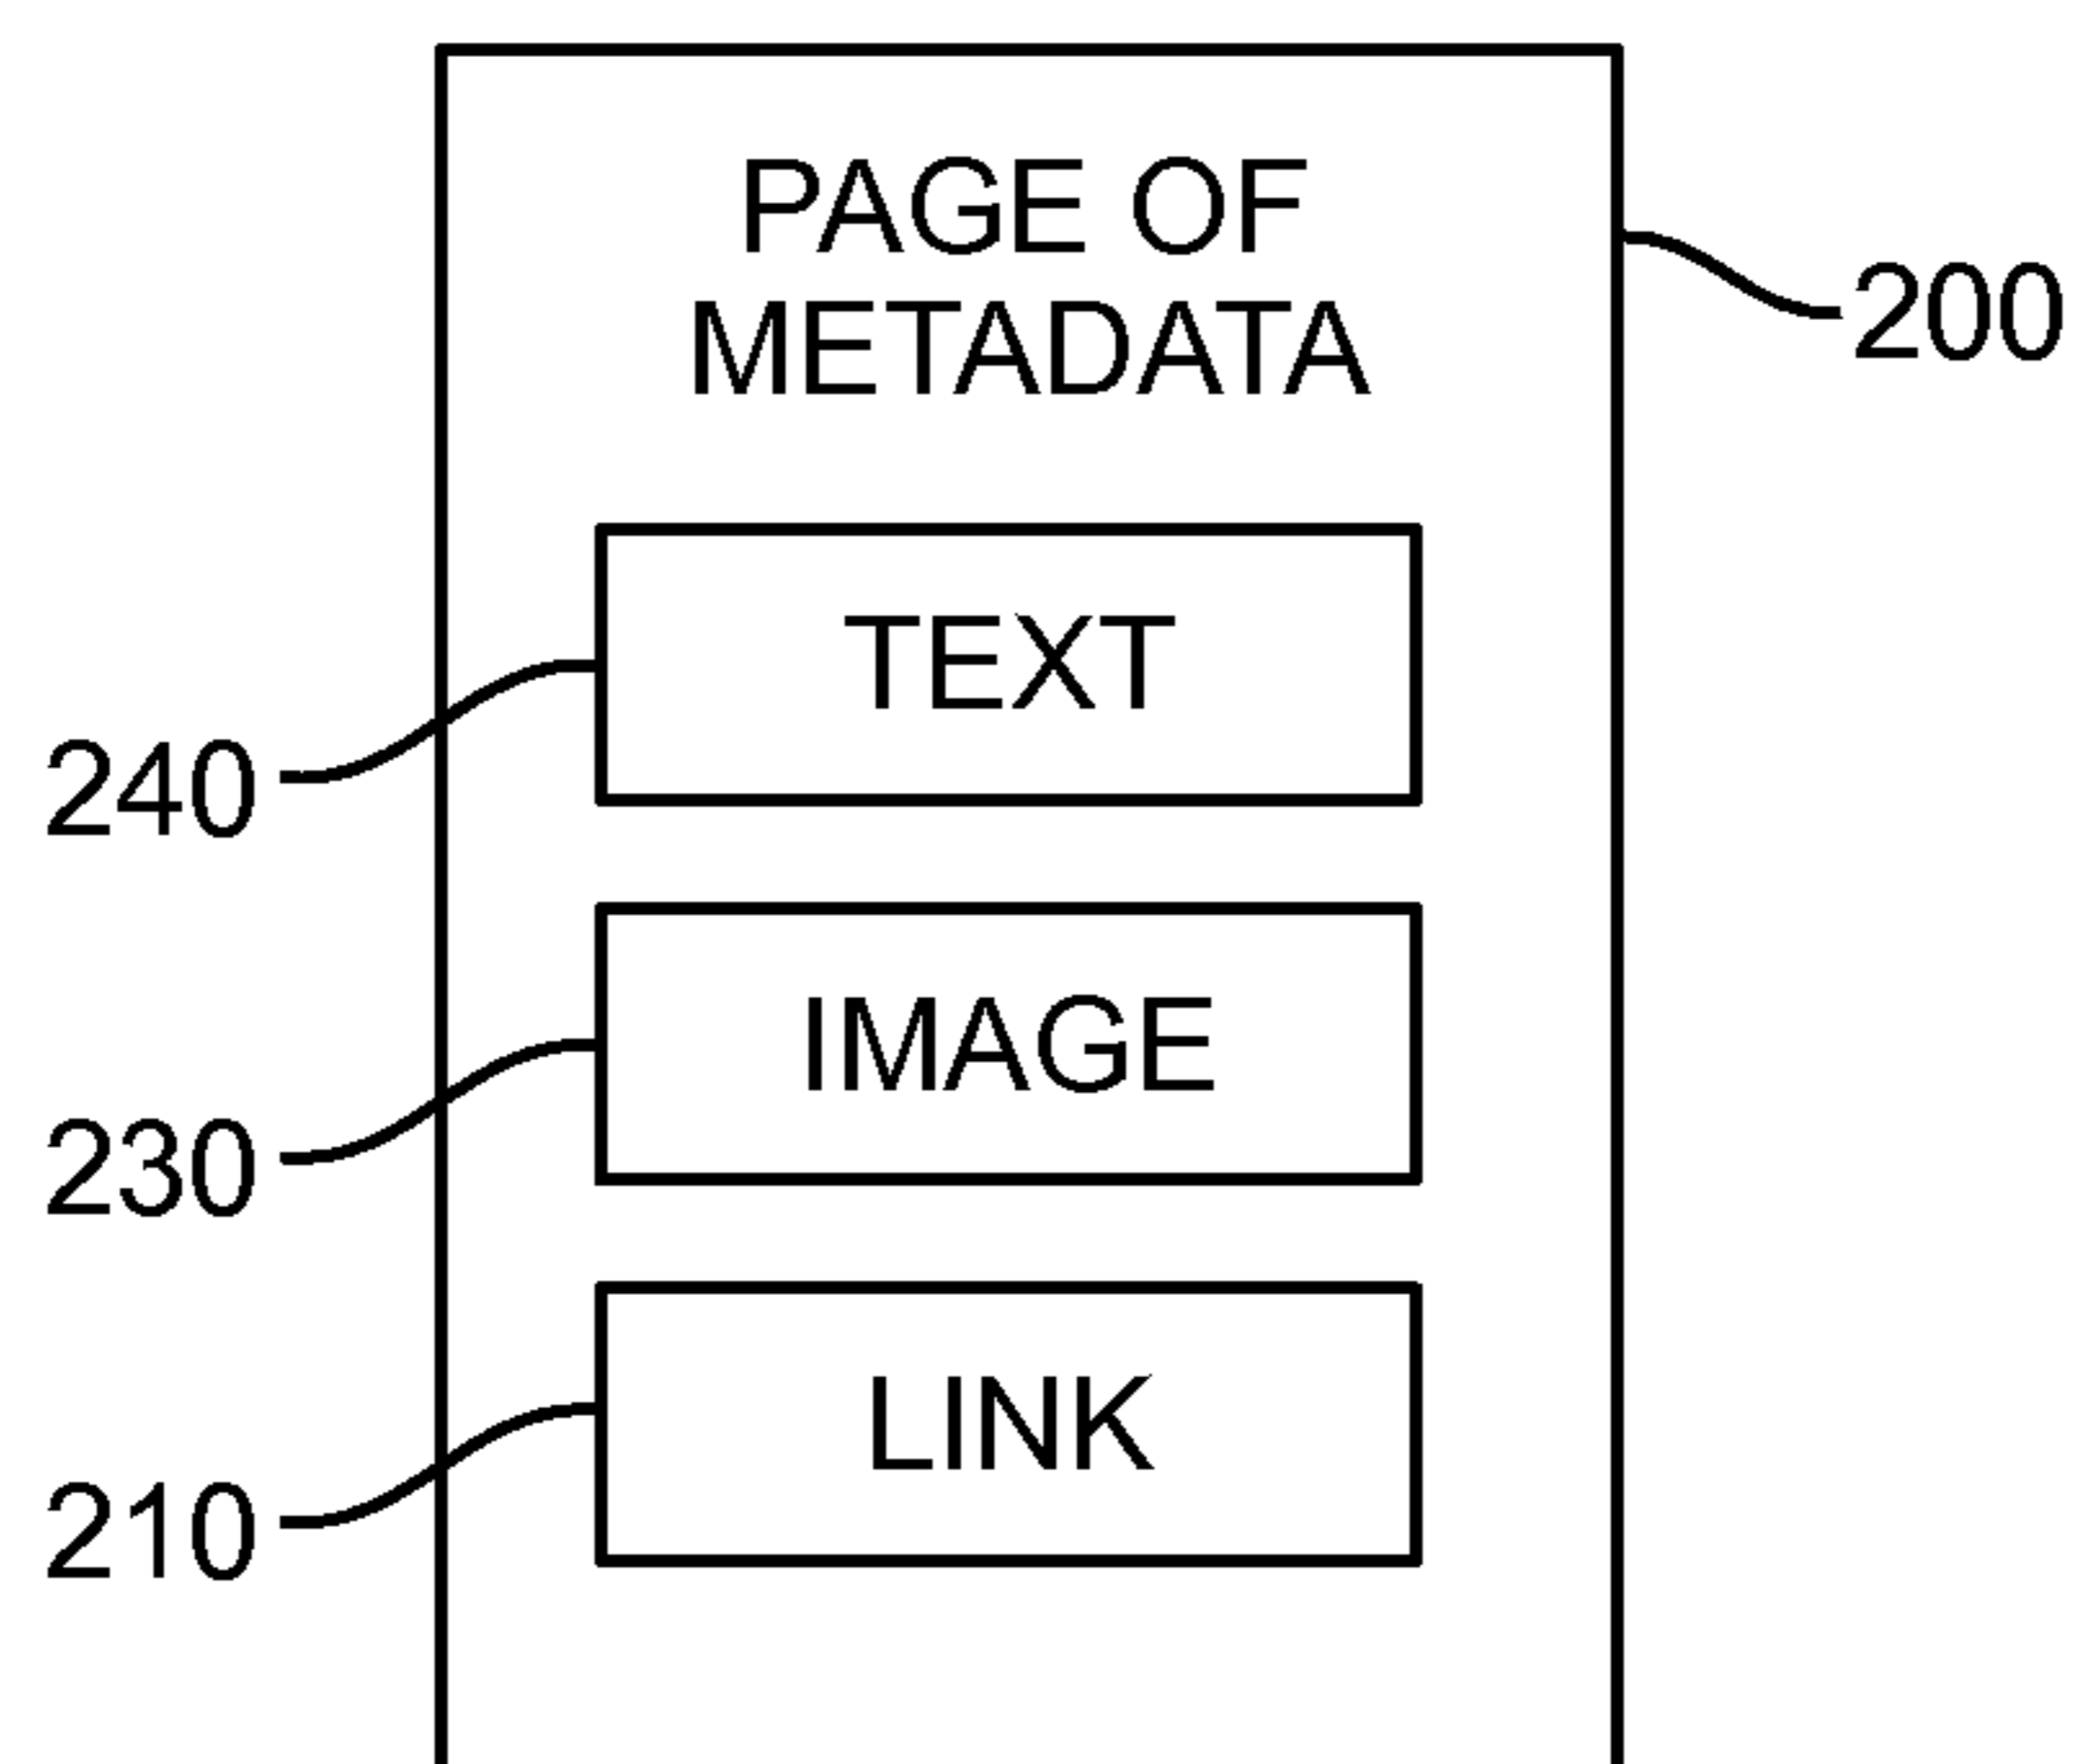 PAGE OF
METADATA
200
TEXT
240
IMAGE
230
LINK
210